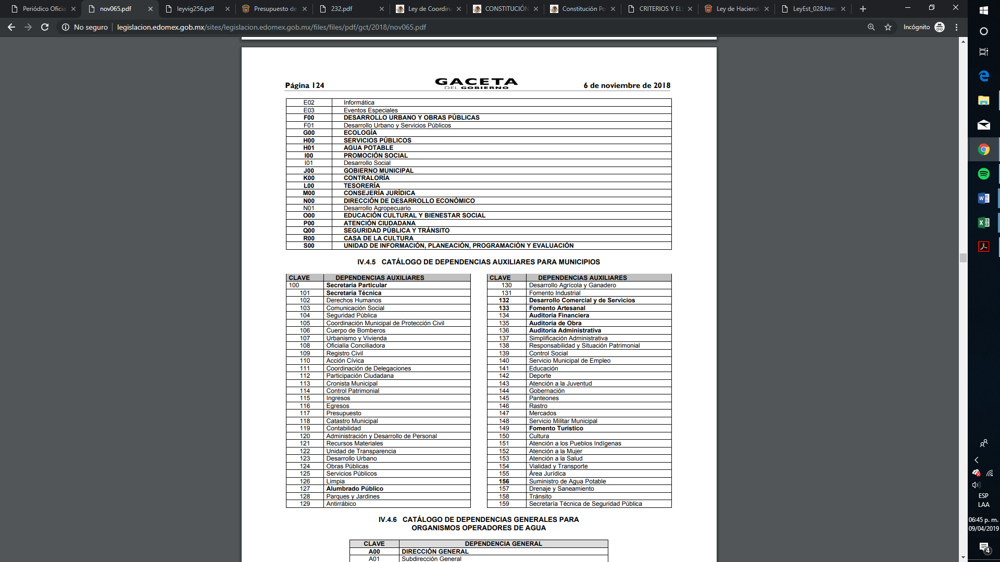 Periódico Oficia
nov065.pdf
leyvig256.pdf
Presupuesto de
232.pdf
Ley de Coordina
CONSTITUCIÓN
Constitución Po
CRITERIOS Y EL
Ley de Haciend
LeyEst_028.htm
No seguro
legislacion.edomex.gob.mx/sites/legislacion.edomex.gob.mx/files/files/pdf/gct/2018/nov065.pdf
Incógnito
Página 124
GACETA
DEL GOBIERNO
6 de noviembre de 2018
E02 Informática
E03 Eventos Especiales
F00 DESARROLLO URBANO Y OBRAS PÚBLICAS
F01 Desarrollo Urbano y Servicios Públicos
G00 ECOLOGÍA
H00 SERVICIOS PÚBLICOS
H01 AGUA POTABLE
I00 PROMOCIÓN SOCIAL
I01 Desarrollo Social
J00 GOBIERNO MUNICIPAL
K00 CONTRALORÍA
L00 TESORERÍA
M00 CONSEJERÍA JURÍDICA
N00 DIRECCIÓN DE DESARROLLO ECONÓMICO
N01 Desarrollo Agropecuario
O00 EDUCACIÓN CULTURAL Y BIENESTAR SOCIAL
P00 ATENCIÓN CIUDADANA
Q00 SEGURIDAD PÚBLICA Y TRÁNSITO
R00 CASA DE LA CULTURA
S00 UNIDAD DE INFORMACIÓN, PLANEACIÓN, PROGRAMACIÓN Y EVALUACIÓN
IV.4.5 CATÁLOGO DE DEPENDENCIAS AUXILIARES PARA MUNICIPIOS
CLAVE DEPENDENCIAS AUXILIARES
100 Secretaría Particular
101 Secretaría Técnica
102 Derechos Humanos
103 Comunicación Social
104 Seguridad Pública
105 Coordinación Municipal de Protección Civil
106 Cuerpo de Bomberos
107 Urbanismo y Vivienda
108 Oficialía Conciliadora
109 Registro Civil
110 Acción Cívica
111 Coordinación de Delegaciones
112 Participación Ciudadana
113 Cronista Municipal
114 Control Patrimonial
115 Ingresos
116 Egresos
117 Presupuesto
118 Catastro Municipal
119 Contabilidad
120 Administración y Desarrollo de Personal
121 Recursos Materiales
122 Unidad de Transparencia
123 Desarrollo Urbano
124 Obras Públicas
125 Servicios Públicos
126 Limpia
127 Alumbrado Público
128 Parques y Jardines
129 Antirrábico
CLAVE DEPENDENCIAS AUXILIARES
130 Desarrollo Agrícola y Ganadero
131 Fomento Industrial
132 Desarrollo Comercial y de Servicios
133 Fomento Artesanal
134 Auditoría Financiera
135 Auditoría de Obra
136 Auditoría Administrativa
137 Simplificación Administrativa
138 Responsabilidad y Situación Patrimonial
139 Control Social
140 Servicio Municipal de Empleo
141 Educación
142 Deporte
143 Atención a la Juventud
144 Gobernación
145 Panteones
146 Rastro
147 Mercados
148 Servicio Militar Municipal
149 Fomento Turístico
150 Cultura
151 Atención a los Pueblos Indígenas
152 Atención a la Mujer
153 Atención a la Salud
154 Vialidad y Transporte
155 Área Jurídica
156 Suministro de Agua Potable
157 Drenaje y Saneamiento
158 Tránsito
159 Secretaría Técnica de Seguridad Pública
IV.4.6 CATÁLOGO DE DEPENDENCIAS GENERALES PARA
ORGANISMOS OPERADORES DE AGUA
CLAVE DEPENDENCIA GENERAL
A00 DIRECCIÓN GENERAL
A01 Subdirección General
ESP
LAA
06:45 p. m.
09/04/2019
4